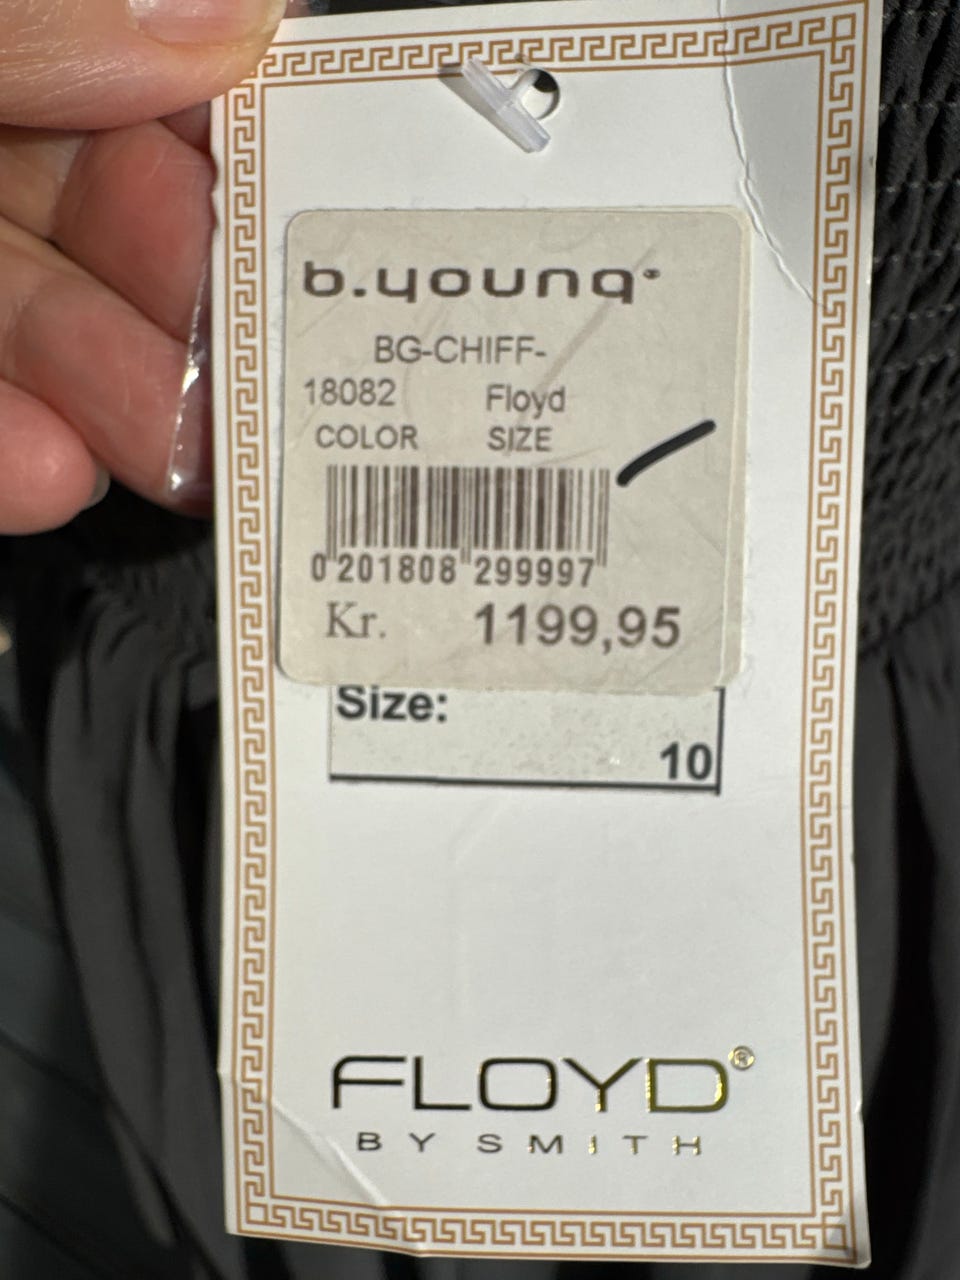 b.young®
BG-CHIFF-
18082 Floyd
COLOR SIZE
0 201808 299997
Kr. 1199,95
Size:
10
FLOYD®
BY SMITH